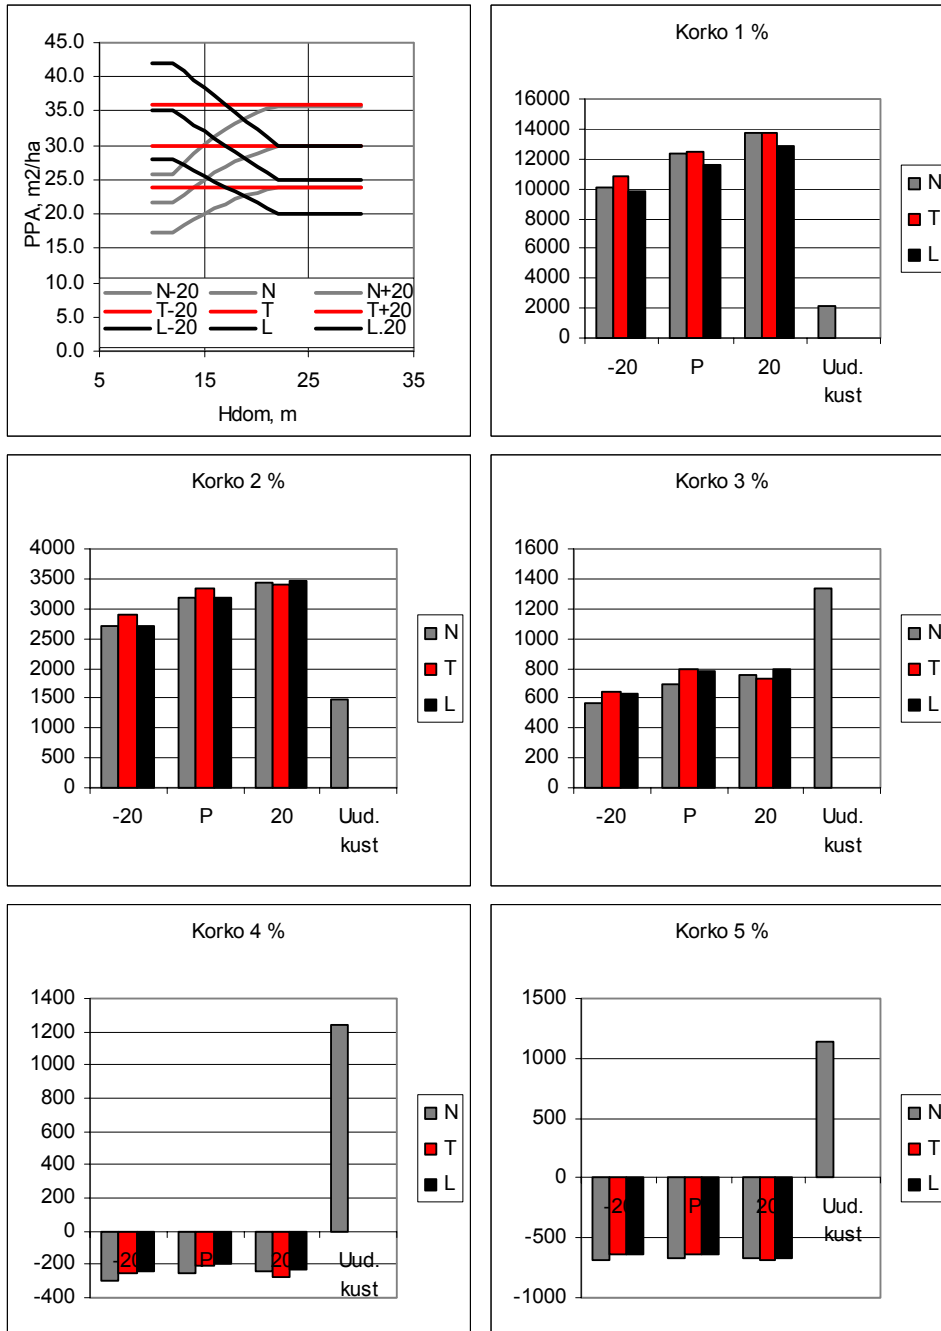 45.0
40.0
35.0
30.0
25.0
20.0
15.0
10.0
5.0
0.0
PPA, m2/ha
N-20 N N+20
T-20 T T+20
L-20 L L.20
5 15 25 35
Hdom, m
Korko 1 %
16000
14000
12000
10000
8000
6000
4000
2000
0
-20 P 20 Uud.
kust
N
T
L
Korko 2 %
4000
3500
3000
2500
2000
1500
1000
500
0
-20 P 20 Uud.
kust
N
T
L
Korko 3 %
1600
1400
1200
1000
800
600
400
200
0
-20 P 20 Uud.
kust
N
T
L
Korko 4 %
1400
1200
1000
800
600
400
200
0
-200
-400
-20 P 20 Uud.
kust
N
T
L
Korko 5 %
1500
1000
500
0
-500
-1000
-20 P 20 Uud.
kust
N
T
L